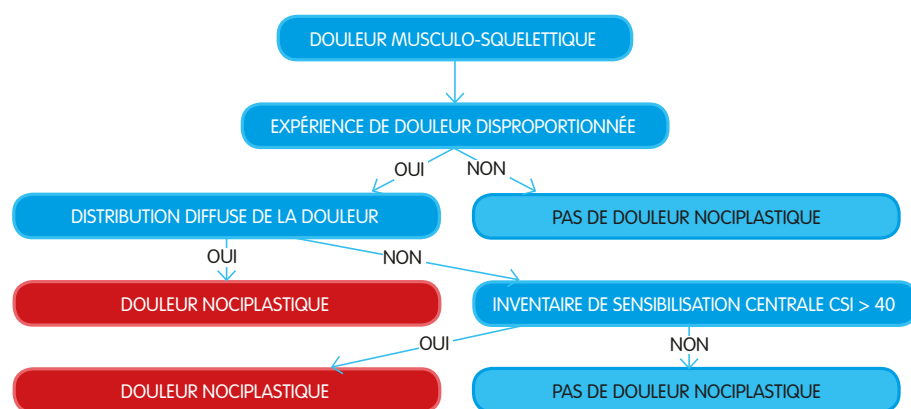 DOULEUR MUSCULO-SQUELETTIQUE
EXPÉRIENCE DE DOULEUR DISPROPORTIONNÉE
OUI
NON
DISTRIBUTION DIFFUSE DE LA DOULEUR
PAS DE DOULEUR NOCIPLASTIQUE
OUI
NON
DOULEUR NOCIPLASTIQUE
INVENTAIRE DE SENSIBILISATION CENTRALE CSI > 40
OUI
NON
DOULEUR NOCIPLASTIQUE
PAS DE DOULEUR NOCIPLASTIQUE